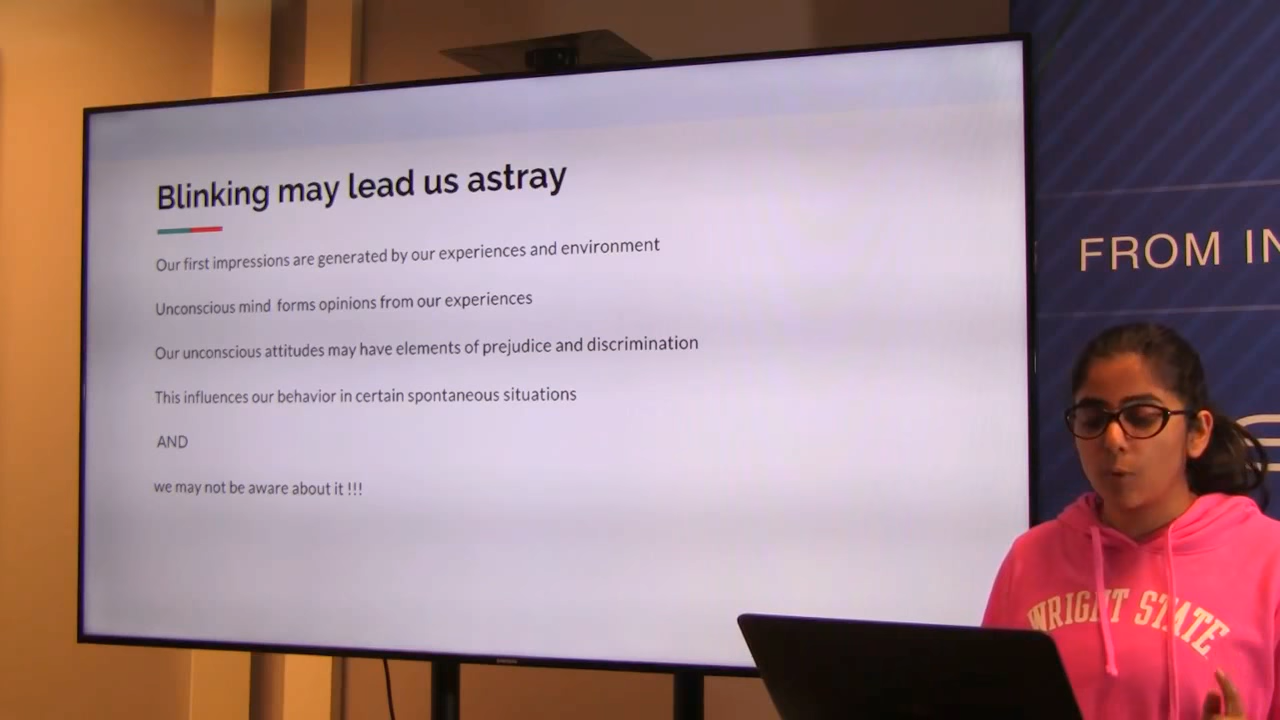 Blinking may lead us astray
Our first impressions are generated by our experiences and environment
Unconscious mind forms opinions from our experiences
Our unconscious attitudes may have elements of prejudice and discrimination
This influences our behavior in certain spontaneous situations
AND
we may not be aware about it !!!
FROM IN
WRIGHT STATE